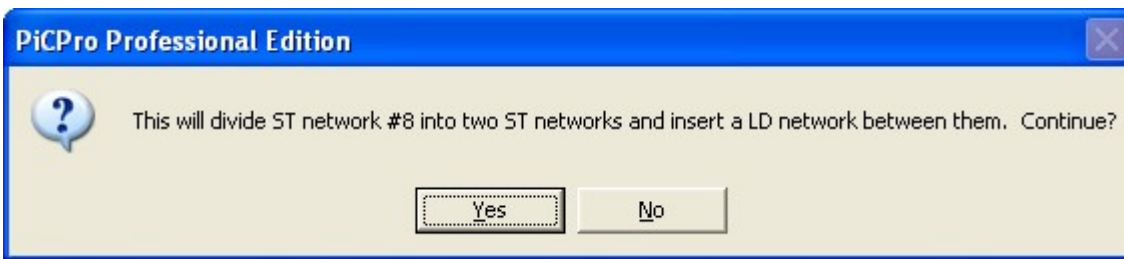 PiCPro Professional Edition
This will divide ST network #8 into two ST networks and insert a LD network between them.  Continue?
Yes
No